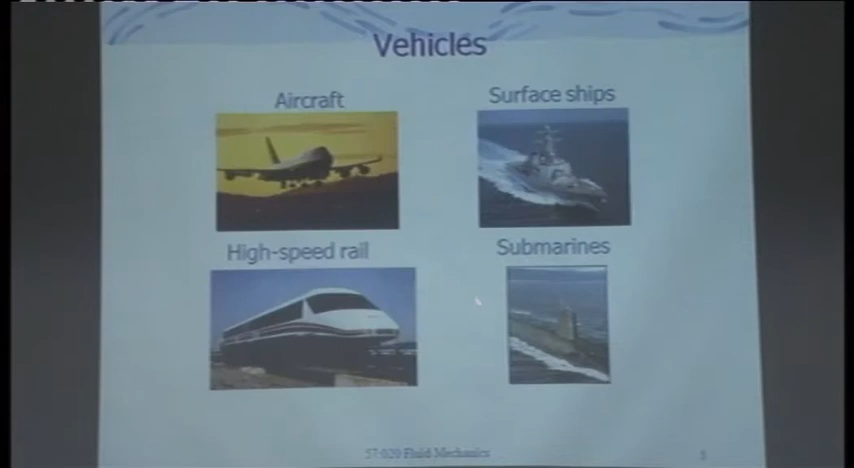 Vehicles
Aircraft
Surface ships
High-speed rail
Submarines
57:020 Fluid Mechanics